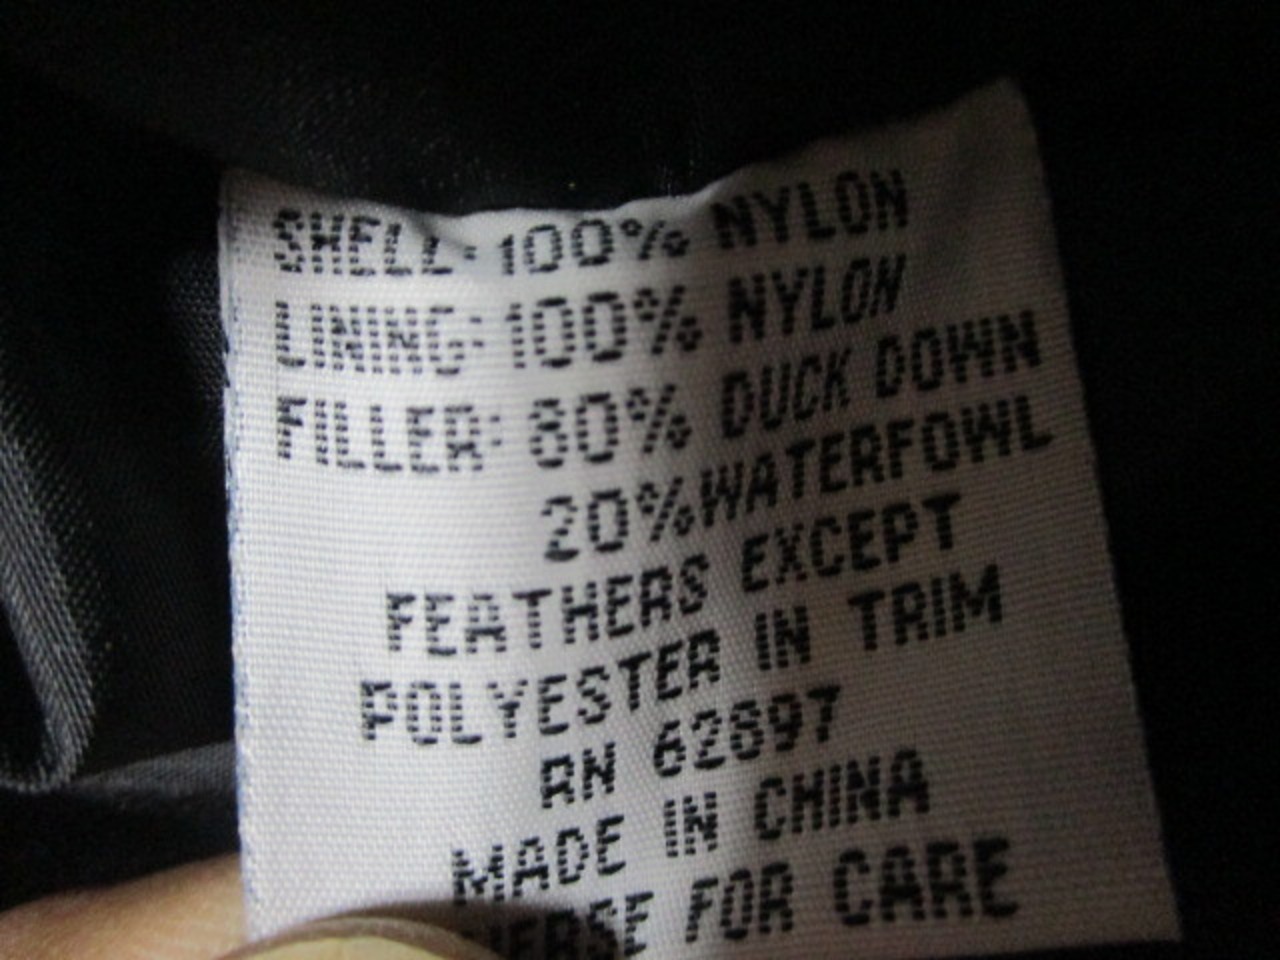 SHELL: 100% NYLON
LINING: 100% NYLON
FILLER: 80% DUCK DOWN
20% WATERFOWL
FEATHERS EXCEPT
POLYESTER IN TRIM
RN 62897
MADE IN CHINA
FOR CARE